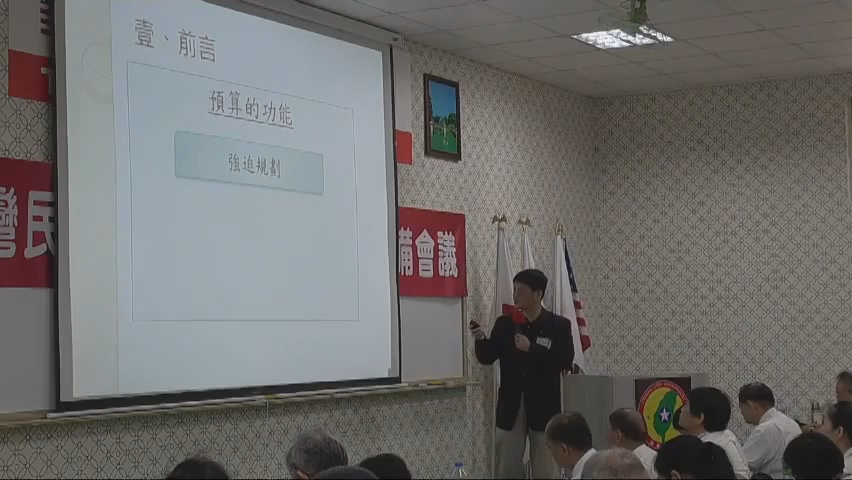 壹、前言
預算的功能
強迫規劃
灣民
備會議